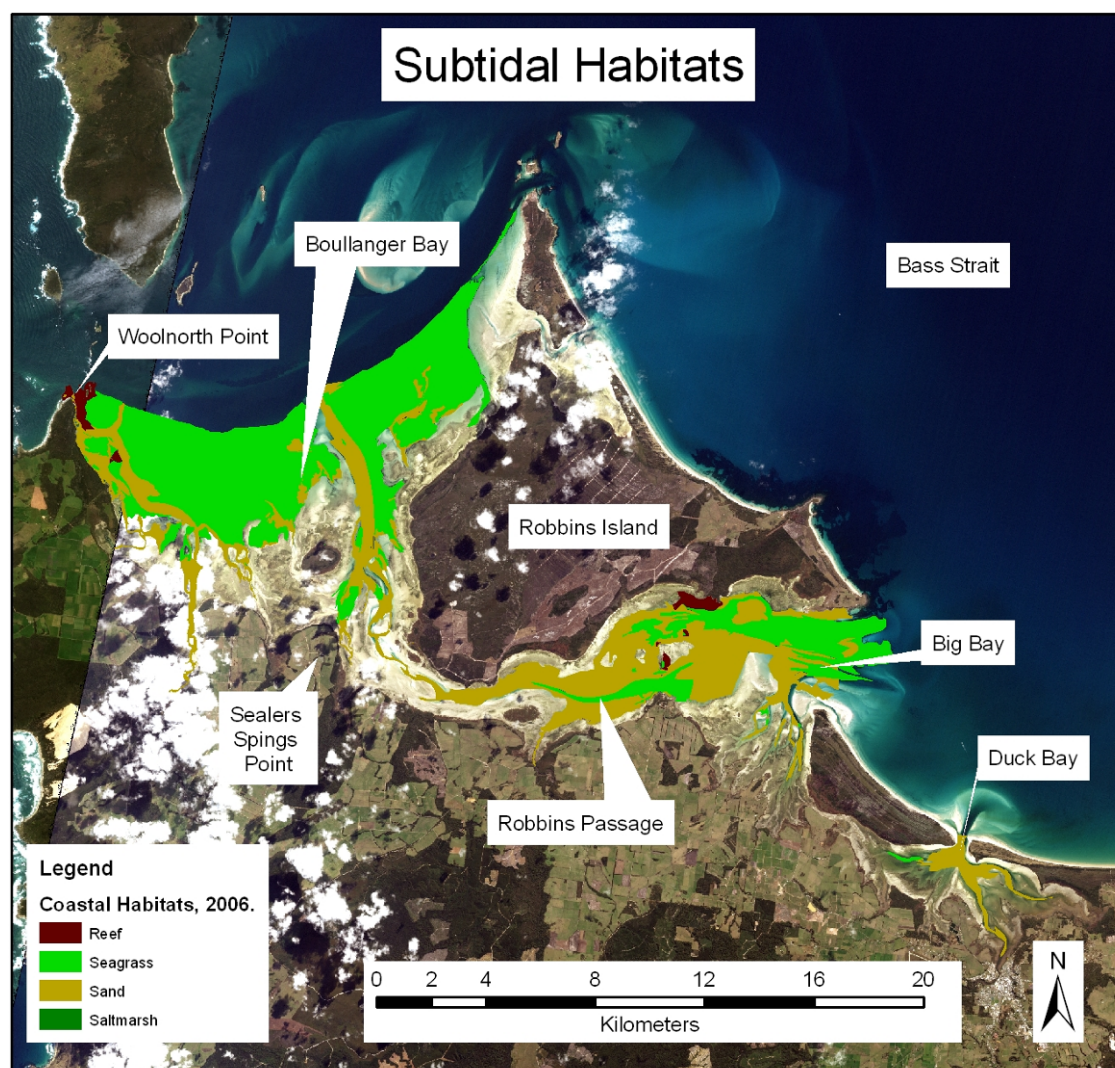 Subtidal Habitats
Boullanger Bay
Bass Strait
Woolnorth Point
Robbins Island
Big Bay
Sealers
Spings
Point
Duck Bay
Robbins Passage
Legend
Coastal Habitats, 2006.
Reef
Seagrass
Sand
Saltmarsh
0 2 4 8 12 16 20
Kilometers
N